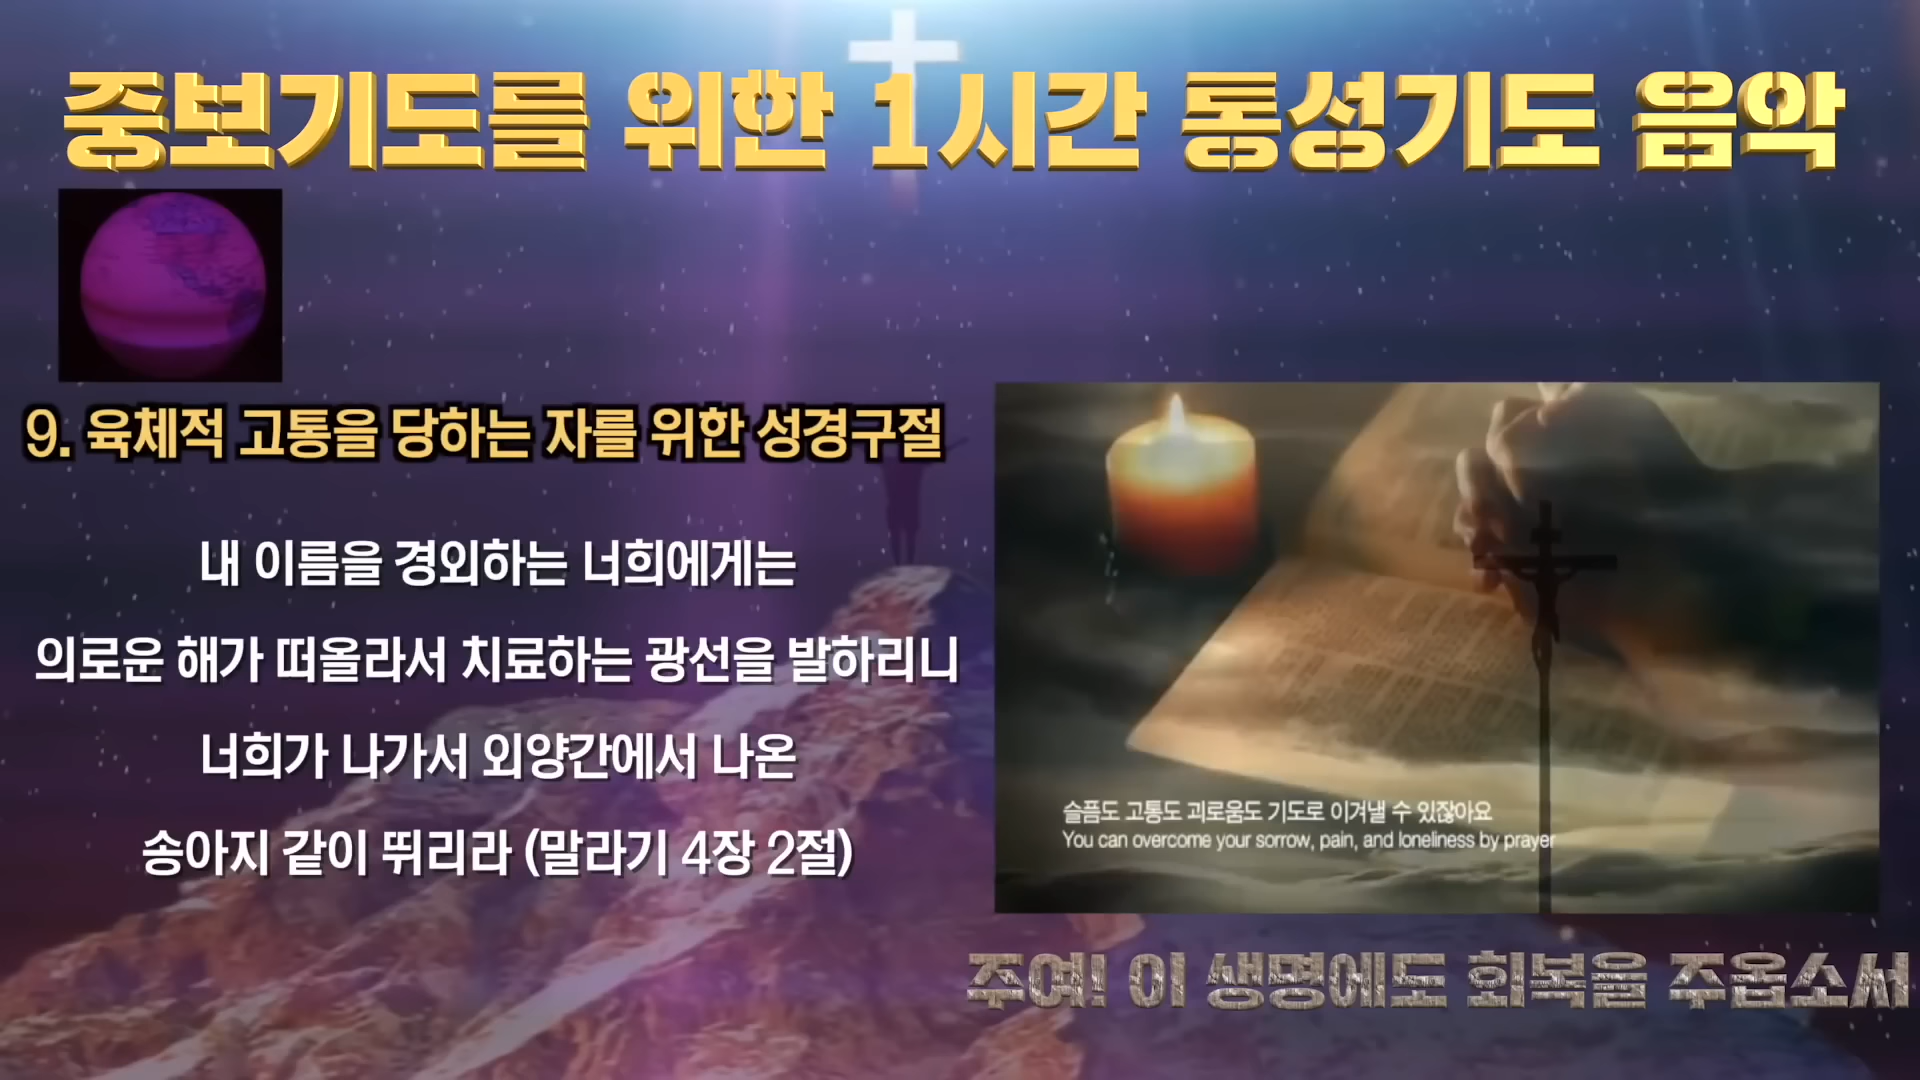 중보기도를 위한 1시간 통성기도 음악
9. 육체적 고통을 당하는 자를 위한 성경구절
내 이름을 경외하는 너희에게는
의로운 해가 떠올라서 치료하는 광선을 발하리니
너희가 나가서 외양간에서 나온
송아지 같이 뛰리라 (말라기 4장 2절)
슬픔도 고통도 괴로움도 기도로 이겨낼 수 있잖아요
You can overcome your sorrow, pain, and loneliness by prayer
주여! 이 생명에도 회복을 주옵소서